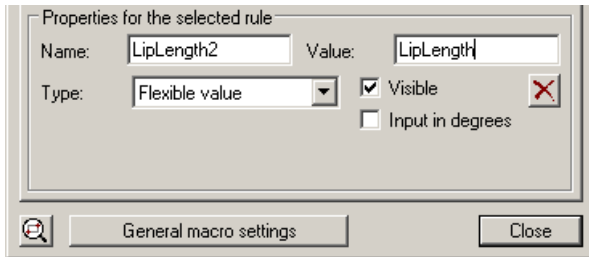 Properties for the selected rule
Name: LipLength2 Value: LipLength
Type: Flexible value Visible
Input in degrees
General macro settings Close